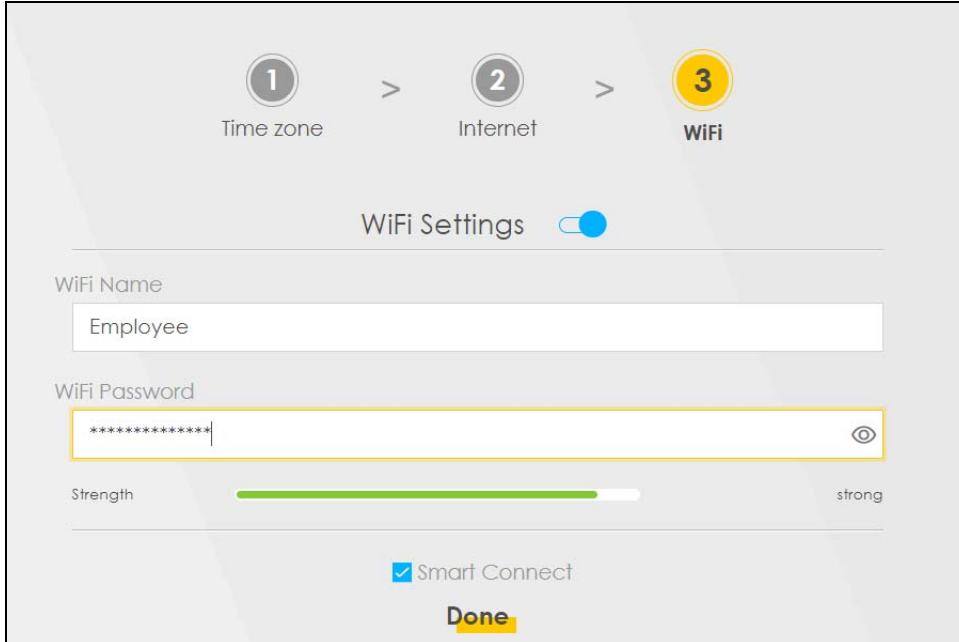 1 > 2 > 3
Time zone Internet WiFi
WiFi Settings
WiFi Name
Employee
WiFi Password
**************
Strength strong
Smart Connect
Done